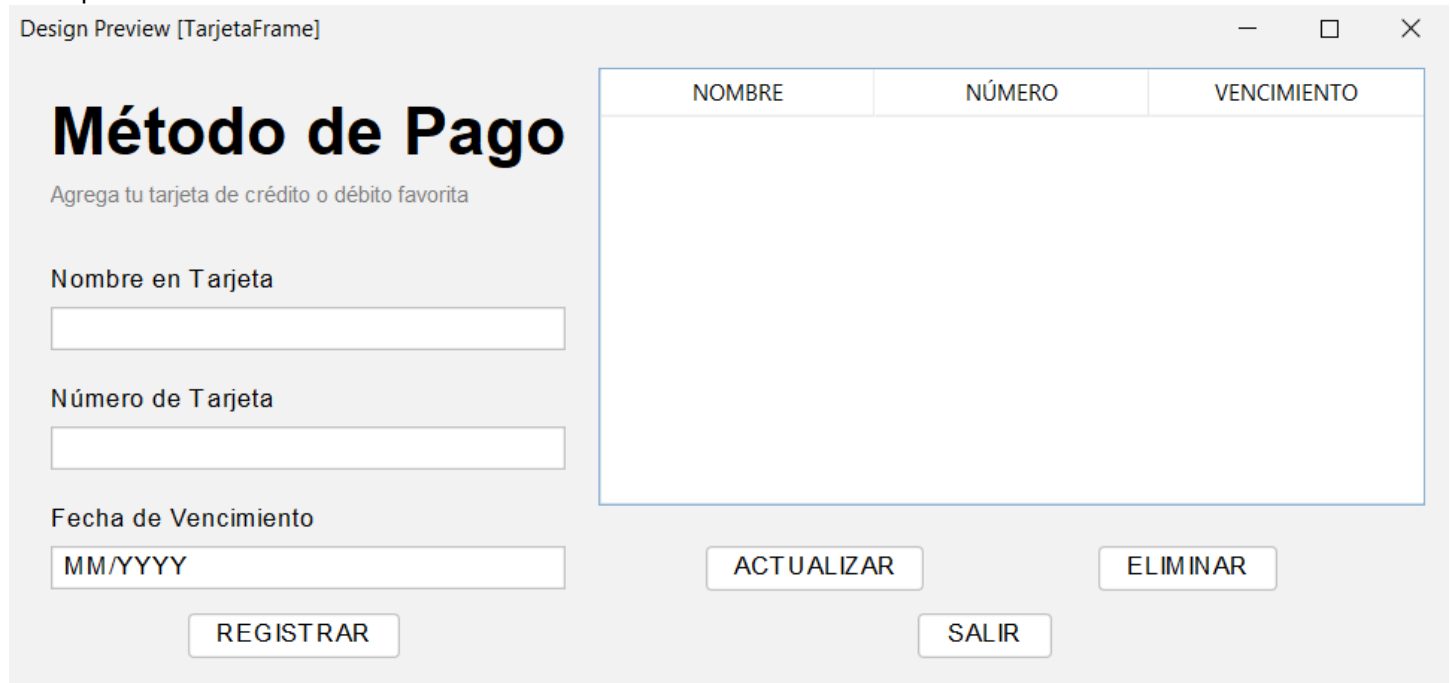 Design Preview [TarjetaFrame]
Método de Pago
Agrega tu tarjeta de crédito o débito favorita
Nombre en Tarjeta
Número de Tarjeta
Fecha de Vencimiento
MM/YYYY
REGISTRAR
NOMBRE NÚMERO VENCIMIENTO
ACTUALIZAR ELIMINAR
SALIR